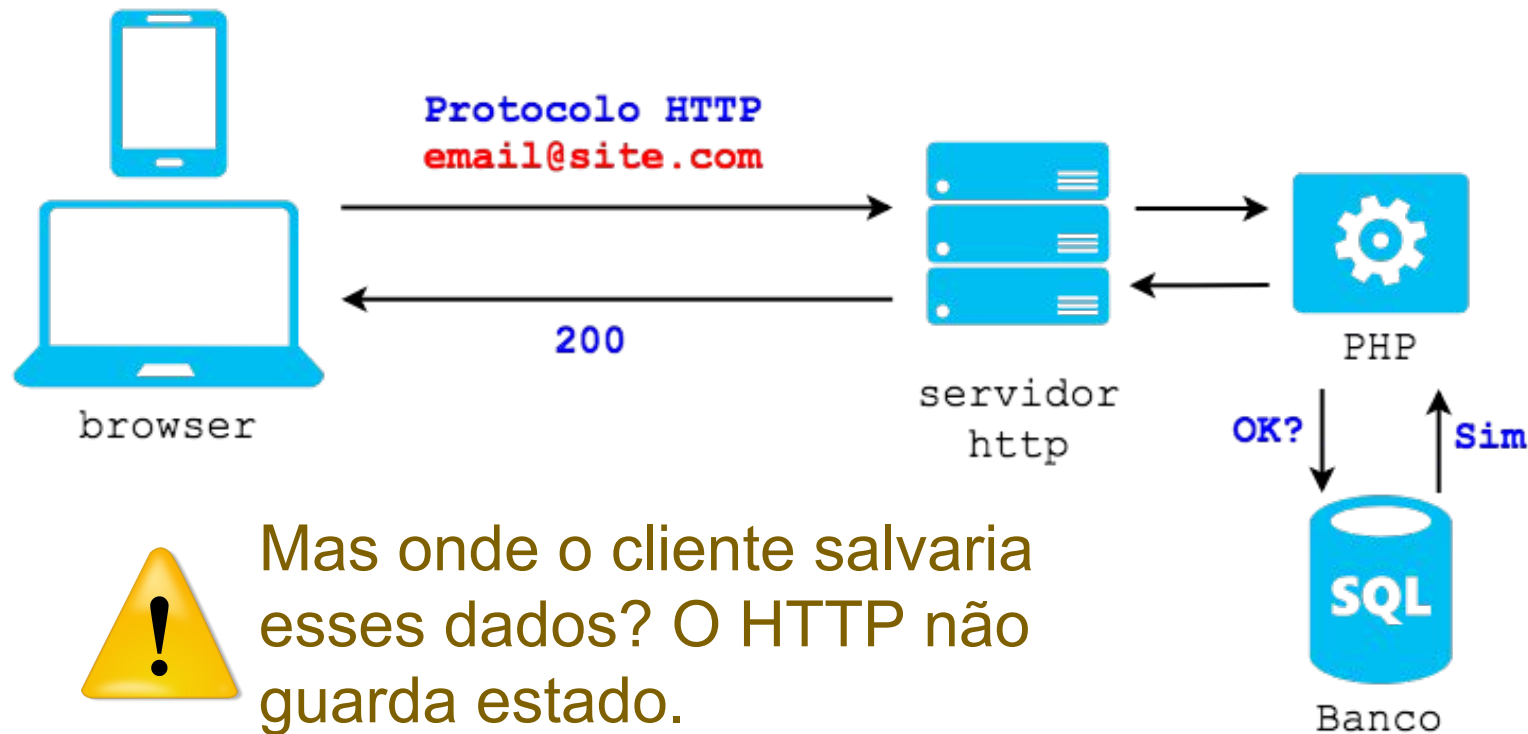 Protocolo HTTP
email@site.com
200
browser
servidor
http
PHP
OK?
Sim
SQL
Banco
!
Mas onde o cliente salvaria
esses dados? O HTTP não
guarda estado.